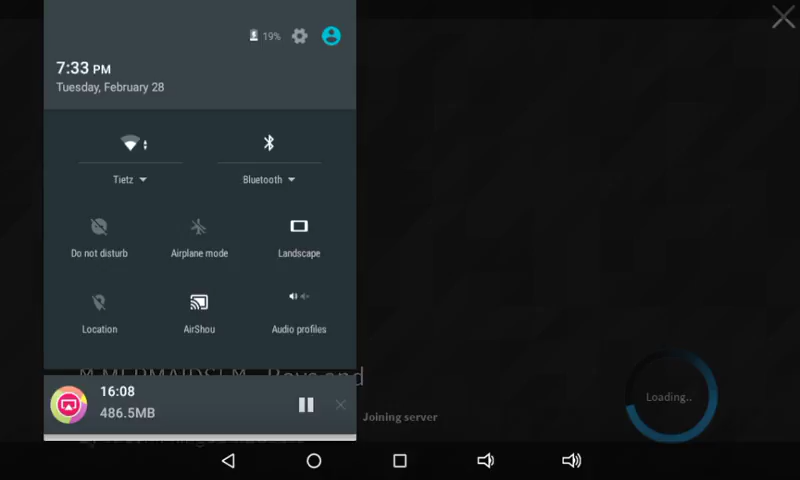 19%
7:33 PM
Tuesday, February 28
Tietz
Bluetooth
Do not disturb
Airplane mode
Landscape
Location
AirShou
Audio profiles
16:08
486.5MB
Loading..
Joining server